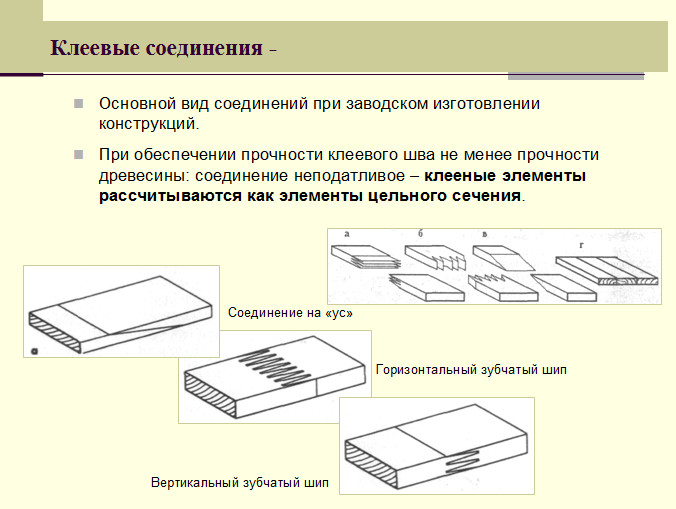 Клеевые соединения -
Основной вид соединений при заводском изготовлении
конструкций.
При обеспечении прочности клеевого шва не менее прочности
древесины: соединение неподатливое – клееные элементы
рассчитываются как элементы цельного сечения.
а б в г
Соединение на «ус»
а
Горизонтальный зубчатый шип
Вертикальный зубчатый шип